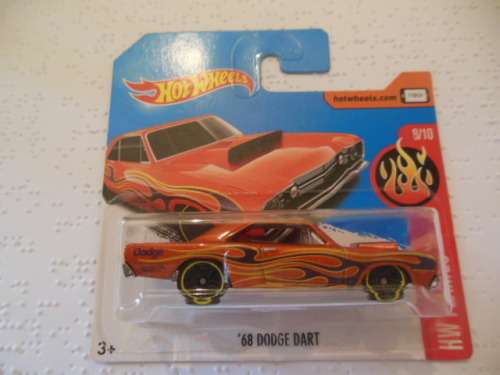 Hot Wheels
hotwheels.com
9/10
Dodge
'68 DODGE DART
3+
HW